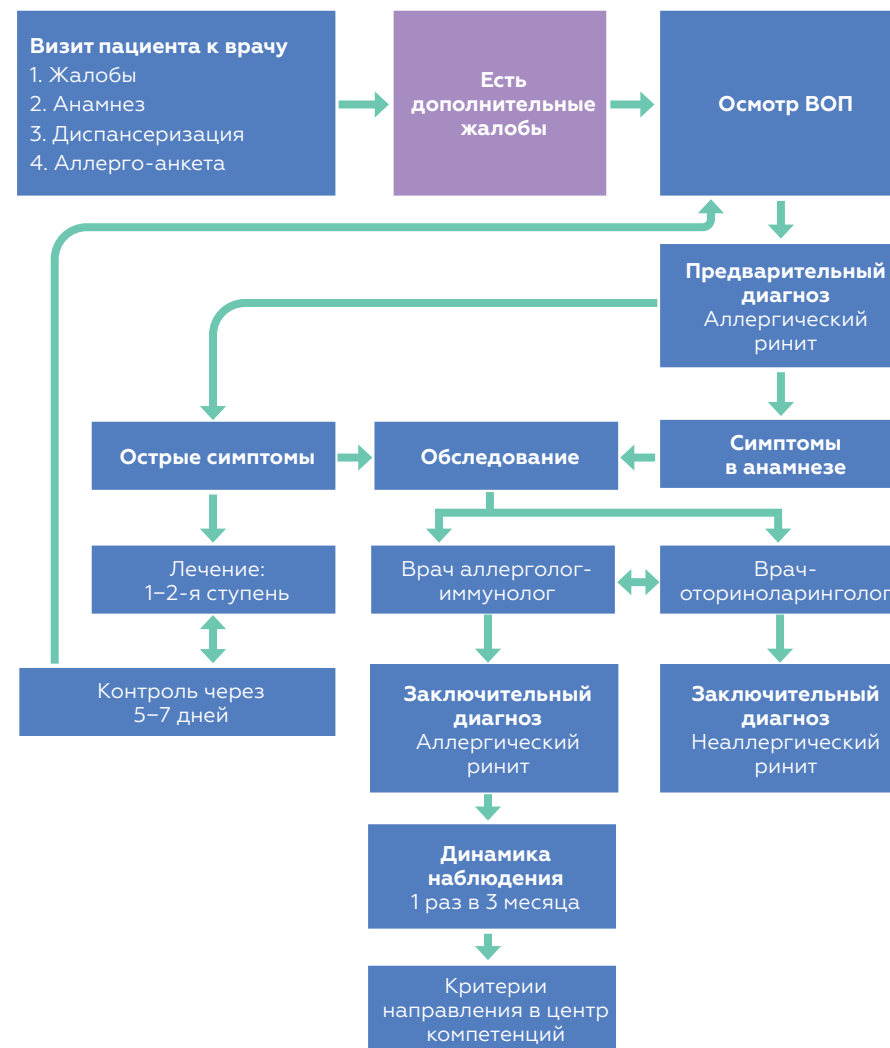 Визит пациента к врачу
1. Жалобы
2. Анамнез
3. Диспансеризация
4. Аллерго-анкета
Есть
дополнительные
жалобы
Осмотр ВОП
Предварительный
диагноз
Аллергический
ринит
Острые симптомы
Обследование
Симптомы
в анамнезе
Лечение:
1–2-я ступень
Врач аллерголог-
иммунолог
Врач-
оториноларинголог
Контроль через
5–7 дней
Заключительный
диагноз
Аллергический
ринит
Заключительный
диагноз
Неаллергический
ринит
Динамика
наблюдения
1 раз в 3 месяца
Критерии
направления в центр
компетенций